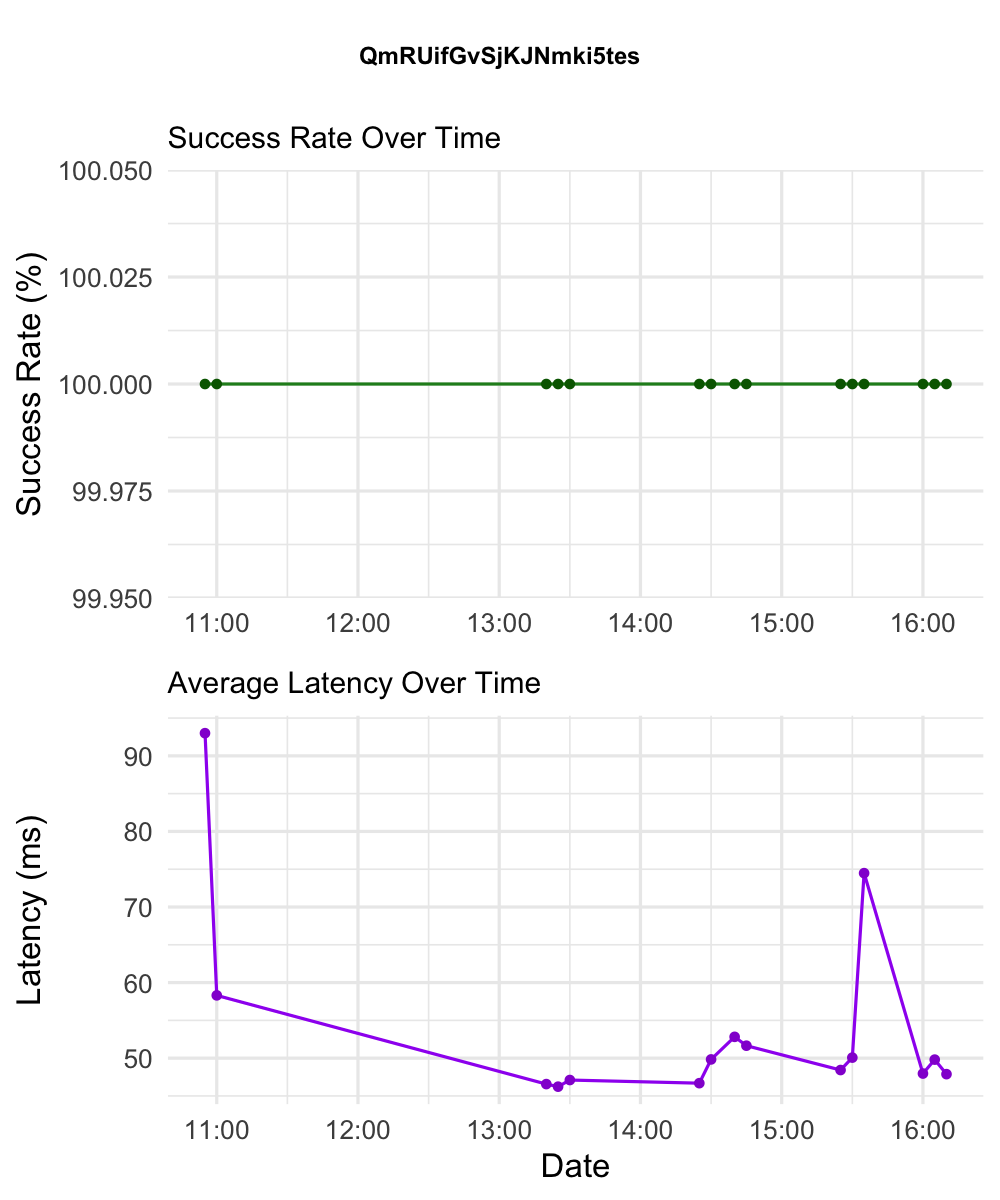 QmRUifGvSjKJNmki5tes
Success Rate Over Time
Success Rate (%)
100.050
100.025
100.000
99.975
99.950
11:00 12:00 13:00 14:00 15:00 16:00
Average Latency Over Time
Latency (ms)
90
80
70
60
50
11:00 12:00 13:00 14:00 15:00 16:00
Date